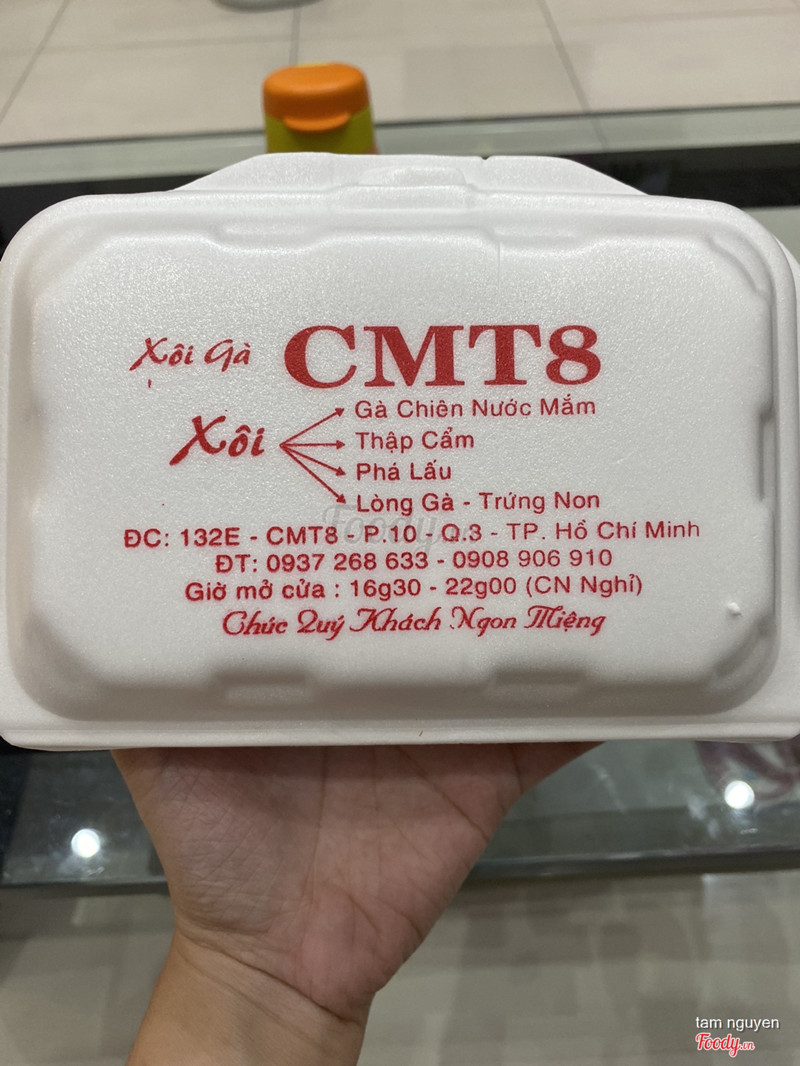 Xôi Gà CMT8
Xôi
Gà Chiên Nước Mắm
Thập Cẩm
Phá Lấu
Lòng Gà - Trứng Non
ĐC: 132E - CMT8 - P.10 - Q.3 - TP. Hồ Chí Minh
ĐT: 0937 268 633 - 0908 906 910
Giờ mở cửa : 16g30 - 22g00 (CN Nghỉ)
Chúc Quý Khách Ngon Miệng
Foody.vn
tam nguyen
Foody.vn